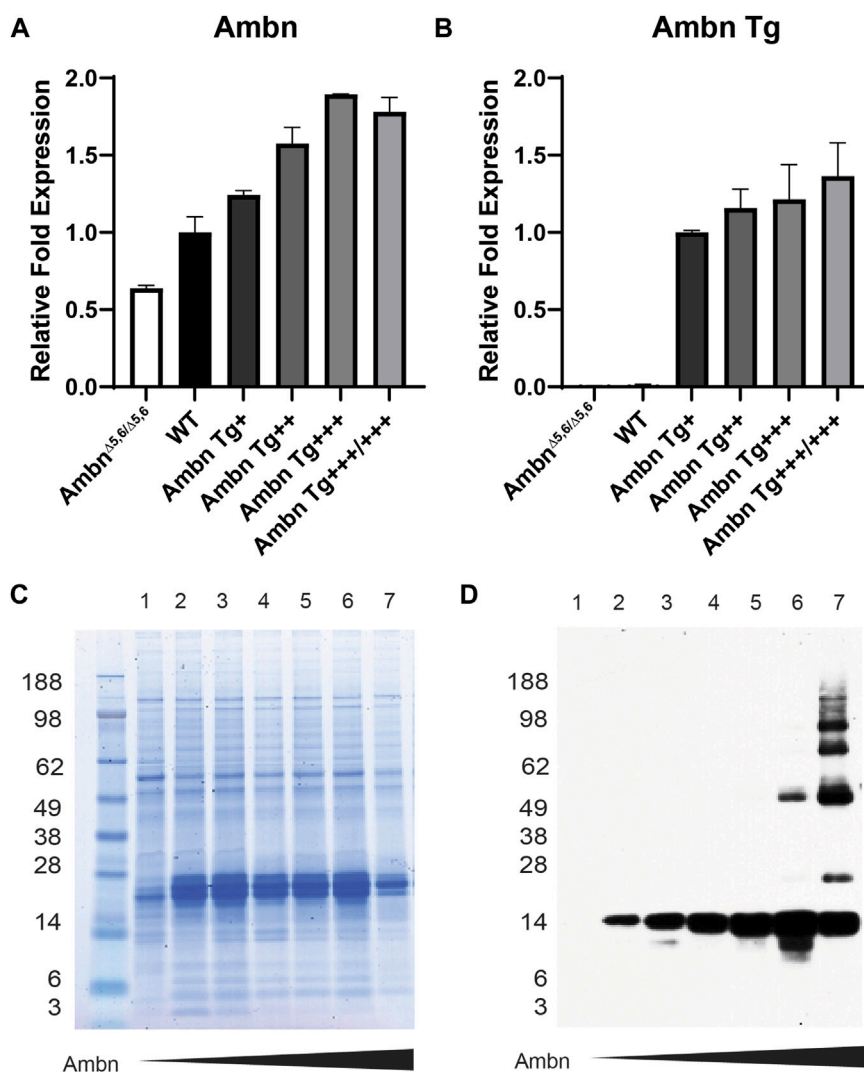 A
Ambn
Relative Fold Expression
2.0
1.5
1.0
0.5
0.0
Ambn Δ5,6/Δ5,6
WT
Ambn Tg+
Ambn Tg++
Ambn Tg+++
Ambn Tg+++/+++
B
Ambn Tg
Relative Fold Expression
2.0
1.5
1.0
0.5
0.0
Ambn Δ5,6/Δ5,6
WT
Ambn Tg+
Ambn Tg++
Ambn Tg+++
Ambn Tg+++/+++
C
1 2 3 4 5 6 7
188
98
62
49
38
28
14
6
3
Ambn
D
1 2 3 4 5 6 7
188
98
62
49
38
28
14
6
3
Ambn